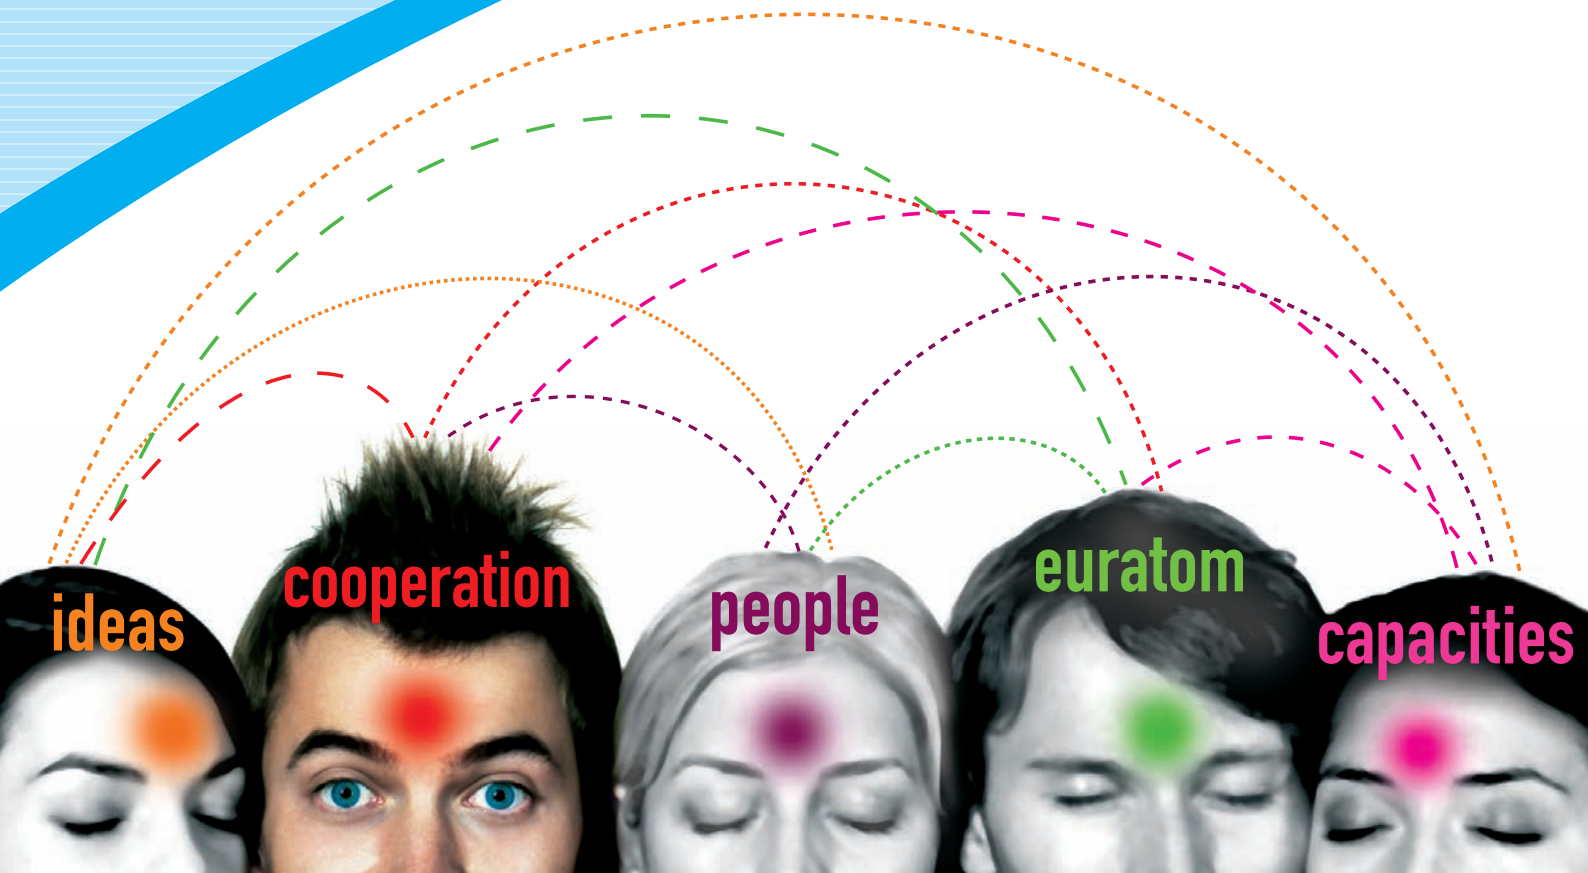 ideas
cooperation
people
euratom
capacities